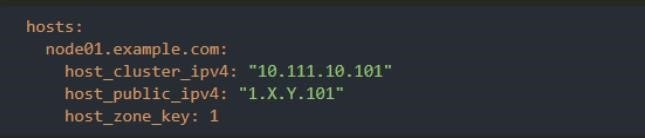 hosts:
node01.example.com:
host_cluster_ipv4: "10.111.10.101"
host_public_ipv4: "1.X.Y.101"
host_zone_key: 1